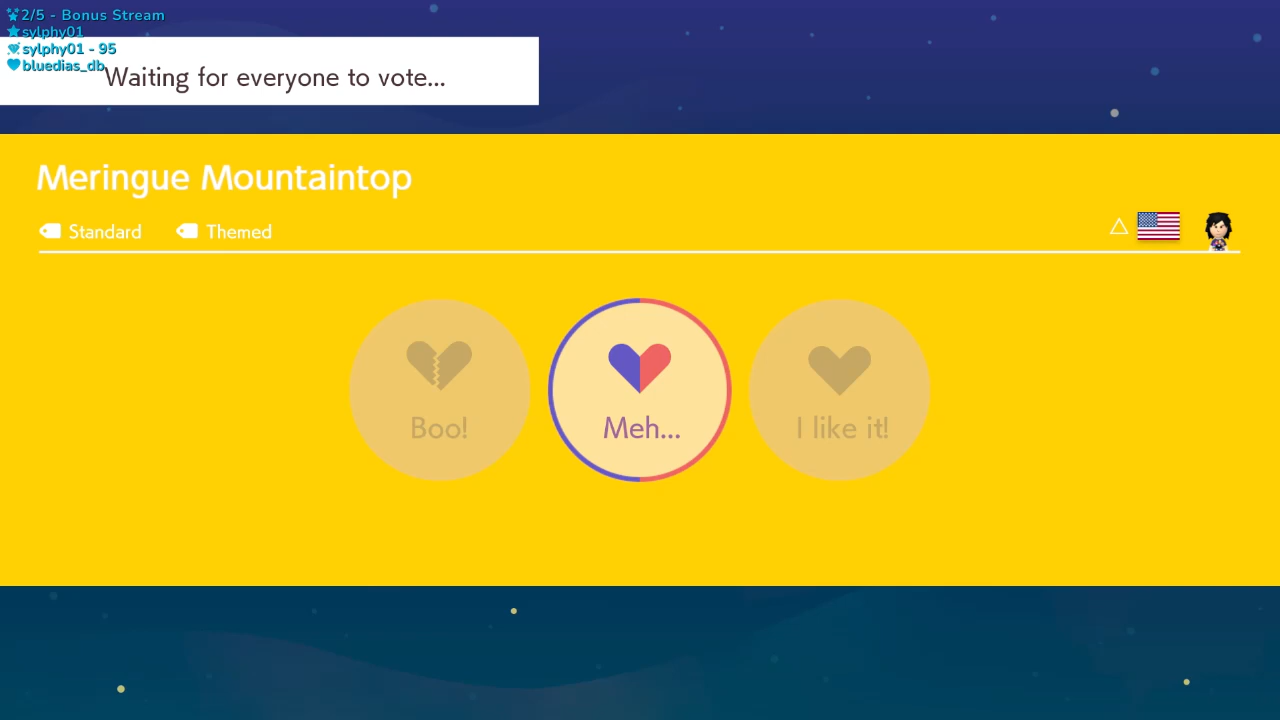 2/5 - Bonus Stream
sylphy01
sylphy01 - 95
bluedias_db
Waiting for everyone to vote...
Meringue Mountaintop
Standard Themed
Boo! Meh... I like it!